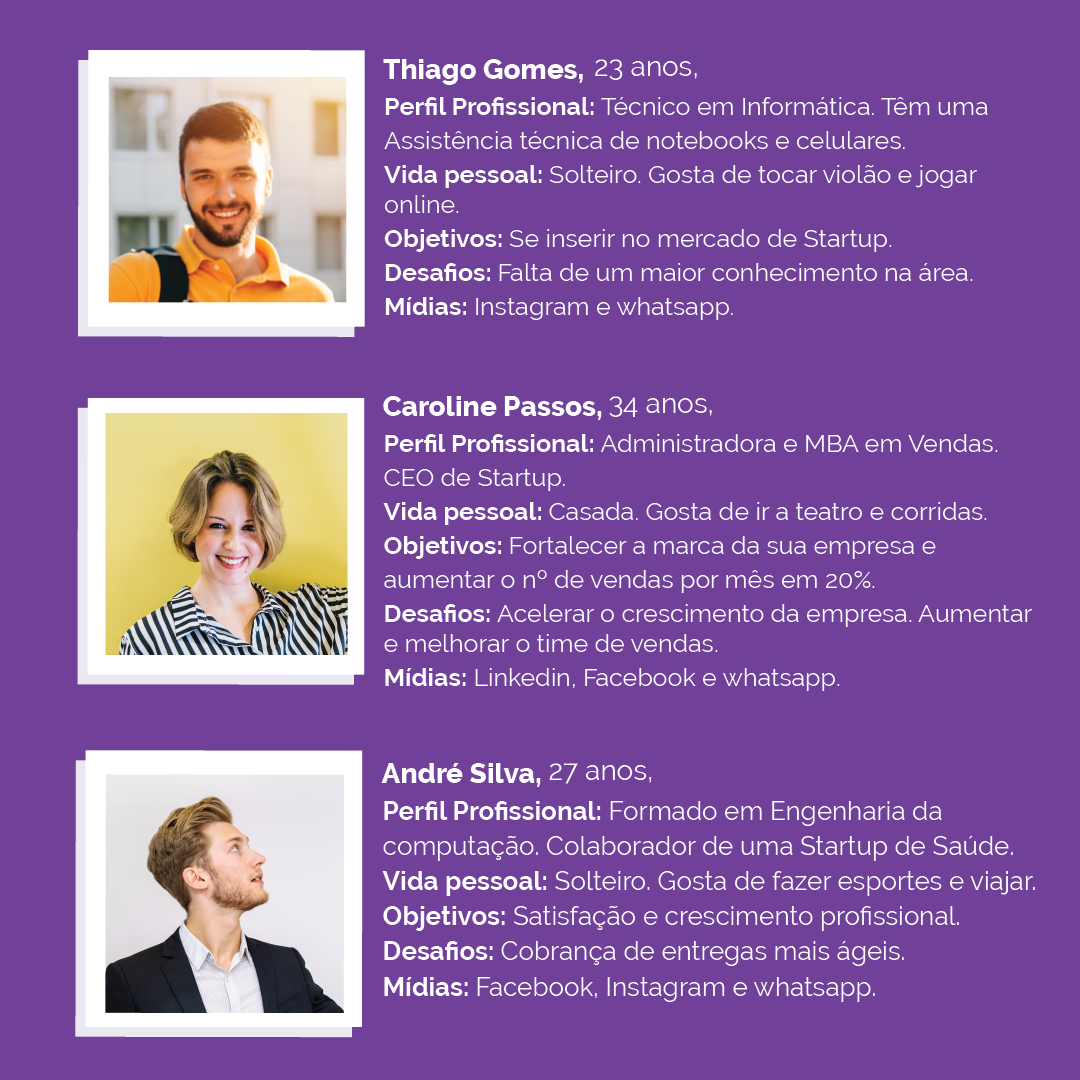 Thiago Gomes, 23 anos,
Perfil Profissional: Técnico em Informática. Têm uma
Assistência técnica de notebooks e celulares.
Vida pessoal: Solteiro. Gosta de tocar violão e jogar
online.
Objetivos: Se inserir no mercado de Startup.
Desafios: Falta de um maior conhecimento na área.
Mídias: Instagram e whatsapp.
Caroline Passos, 34 anos,
Perfil Profissional: Administradora e MBA em Vendas.
CEO de Startup.
Vida pessoal: Casada. Gosta de ir a teatro e corridas.
Objetivos: Fortalecer a marca da sua empresa e
aumentar o nº de vendas por mês em 20%.
Desafios: Acelerar o crescimento da empresa. Aumentar
e melhorar o time de vendas.
Mídias: Linkedin, Facebook e whatsapp.
André Silva, 27 anos,
Perfil Profissional: Formado em Engenharia da
computação. Colaborador de uma Startup de Saúde.
Vida pessoal: Solteiro. Gosta de fazer esportes e viajar.
Objetivos: Satisfação e crescimento profissional.
Desafios: Cobrança de entregas mais ágeis.
Mídias: Facebook, Instagram e whatsapp.